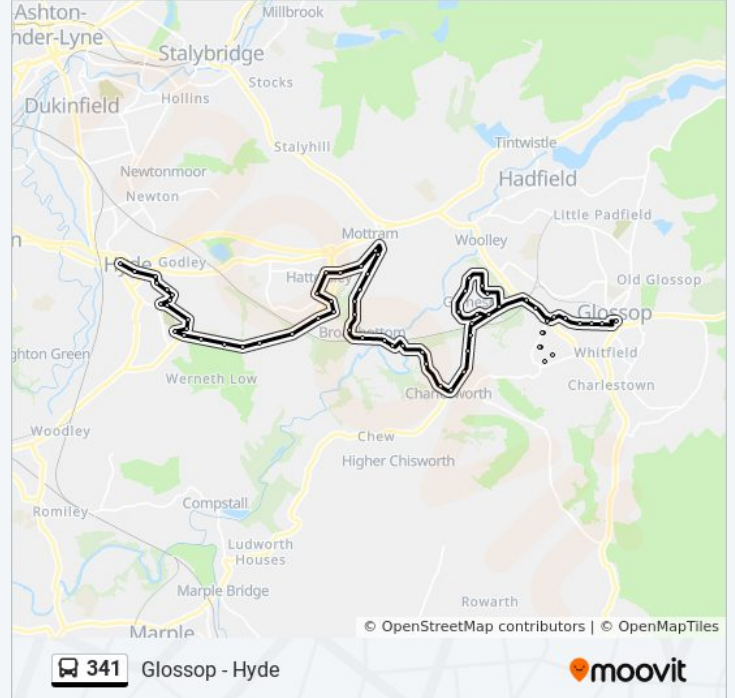 Ashton-
nder-Lyne
Millbrook
Stalybridge
Stocks
Dukinfield
Hollins
Stalyhill
Tintwistle
Newtonmoor
Hadfield
Newton
Little Padfield
Mottram
Woolley
Godley
Old Glossop
Glossop
Whitfield
ghton Green
Werneth Low
Charlestown
Woodley
Chew
Higher Chisworth
Compstall
Romiley
Ludworth
Houses
Marple Bridge
Rowarth
Marple
© OpenStreetMap contributors | © OpenMapTiles
341 Glossop - Hyde
moovit